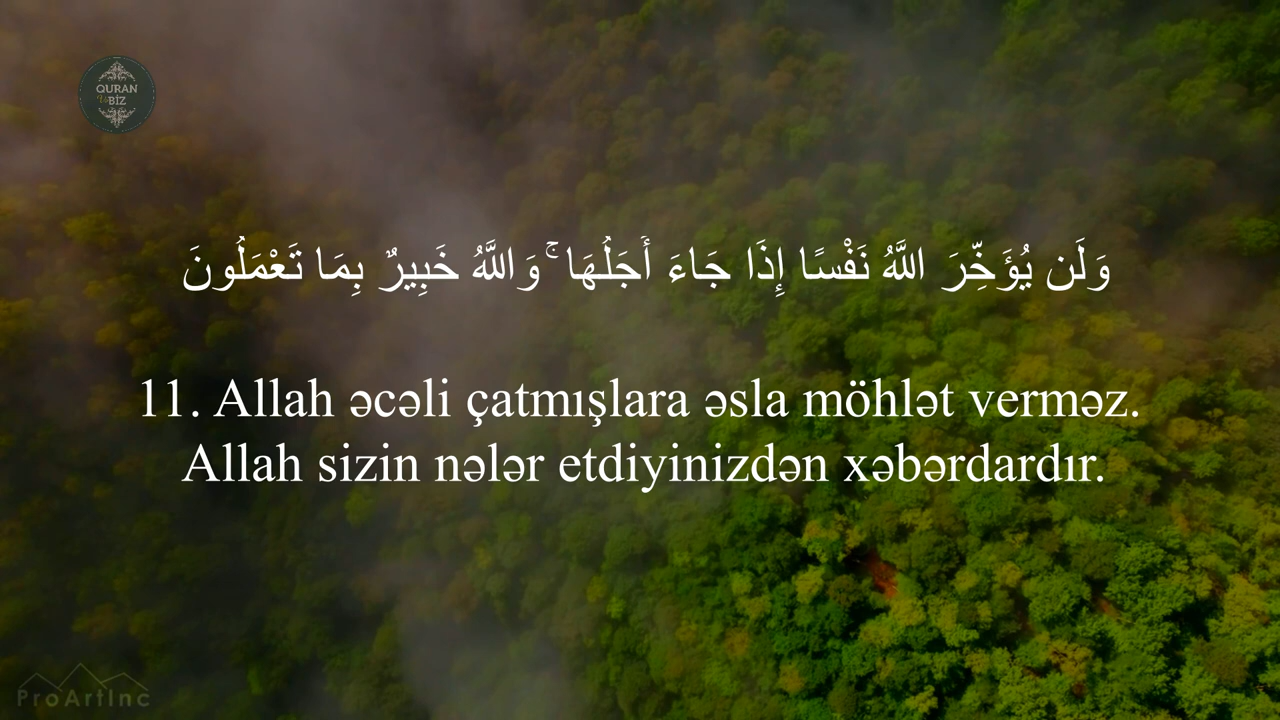 QURAN
Və
BİZ
وَلَن يُؤَخِّرَ اللَّهُ نَفْسًا إِذَا جَاءَ أَجَلُهَا ۚ وَاللَّهُ خَبِيرٌ بِمَا تَعْمَلُونَ
11. Allah əcəli çatmışlara əsla möhlət verməz.
Allah sizin nələr etdiyinizdən xəbərdardır.
ProArtInc